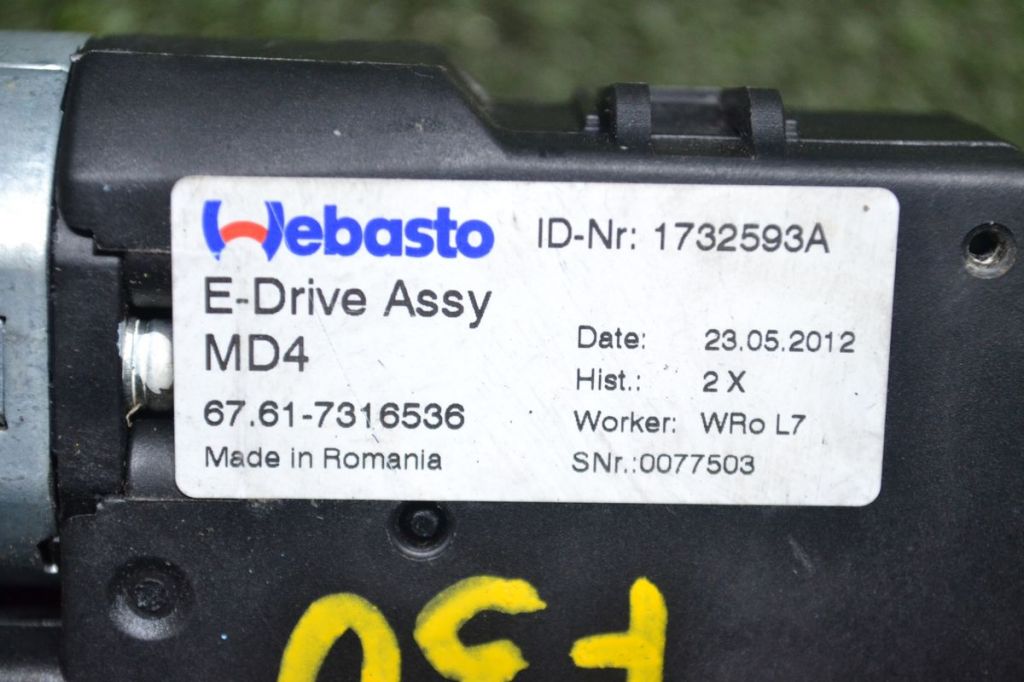 Webasto ID-Nr: 1732593A
E-Drive Assy
MD4
67.61-7316536
Made in Romania
Date: 23.05.2012
Hist.: 2 X
Worker: WRo L7
SNr.:0077503